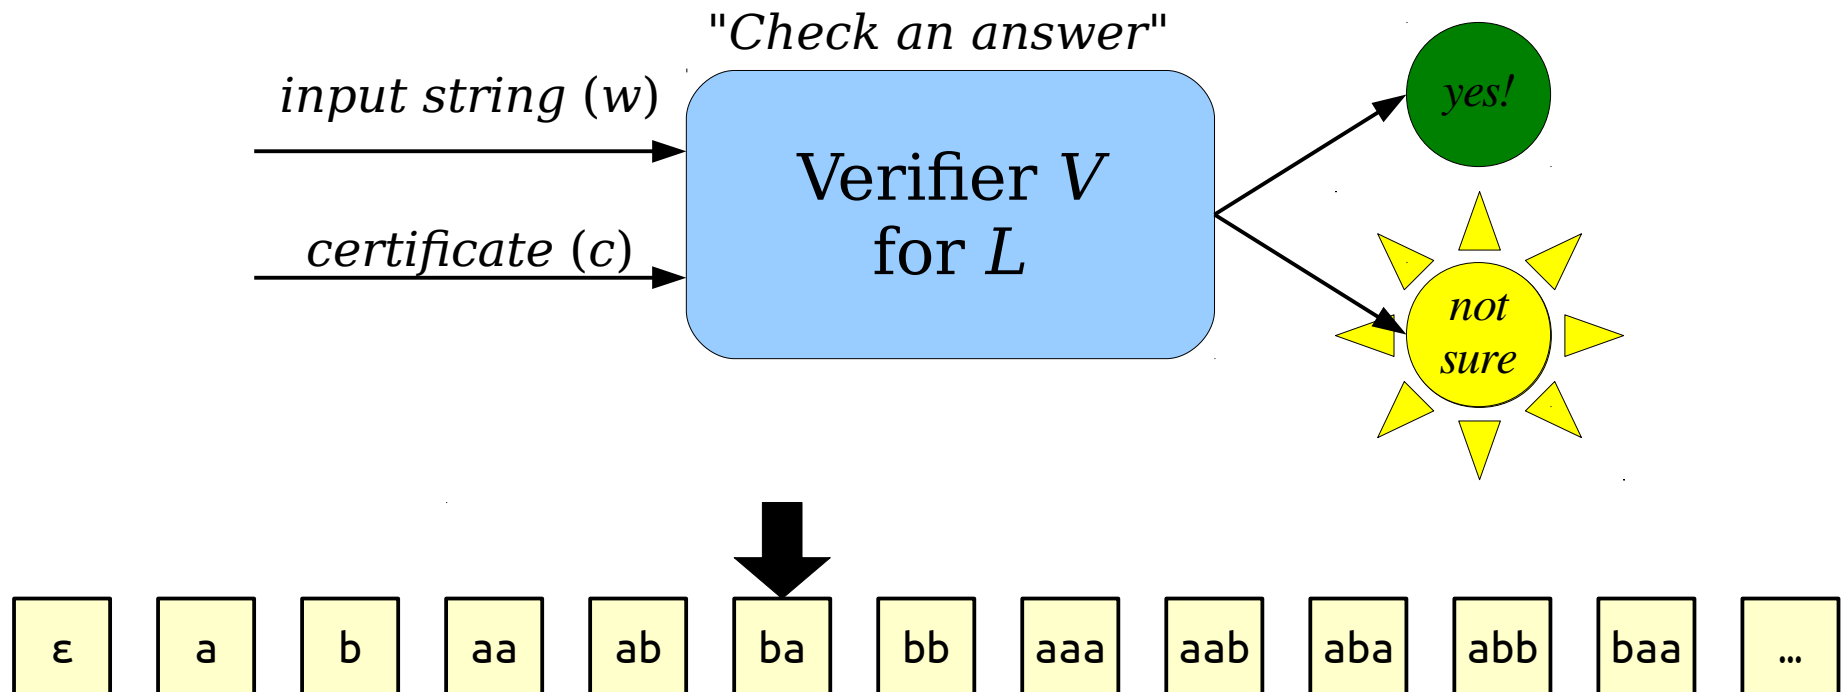 "Check an answer"
input string (w)
certificate (c)
Verifier V
for L
yes!
not
sure
ε a b aa ab ba bb aaa aab aba abb baa …